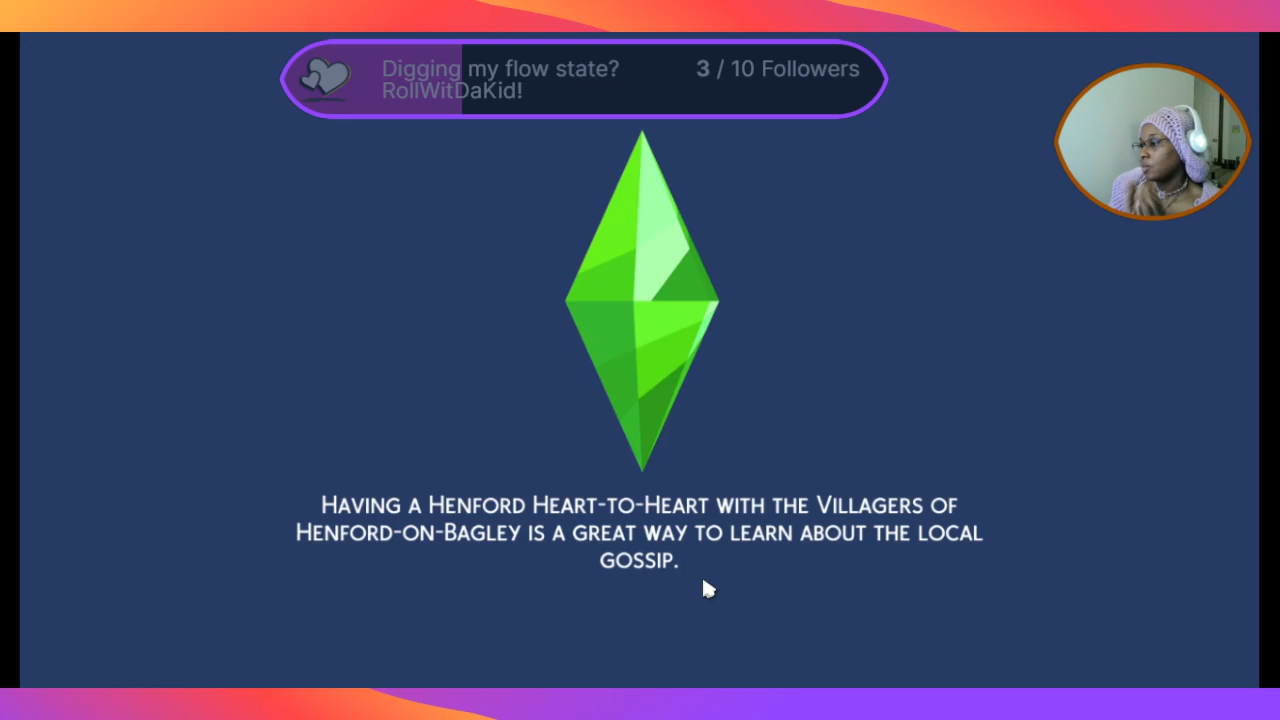 Digging my flow state? 3 / 10 Followers
RollWitDaKid!
Having a Henford Heart-to-Heart with the Villagers of
Henford-on-Bagley is a great way to learn about the local
gossip.